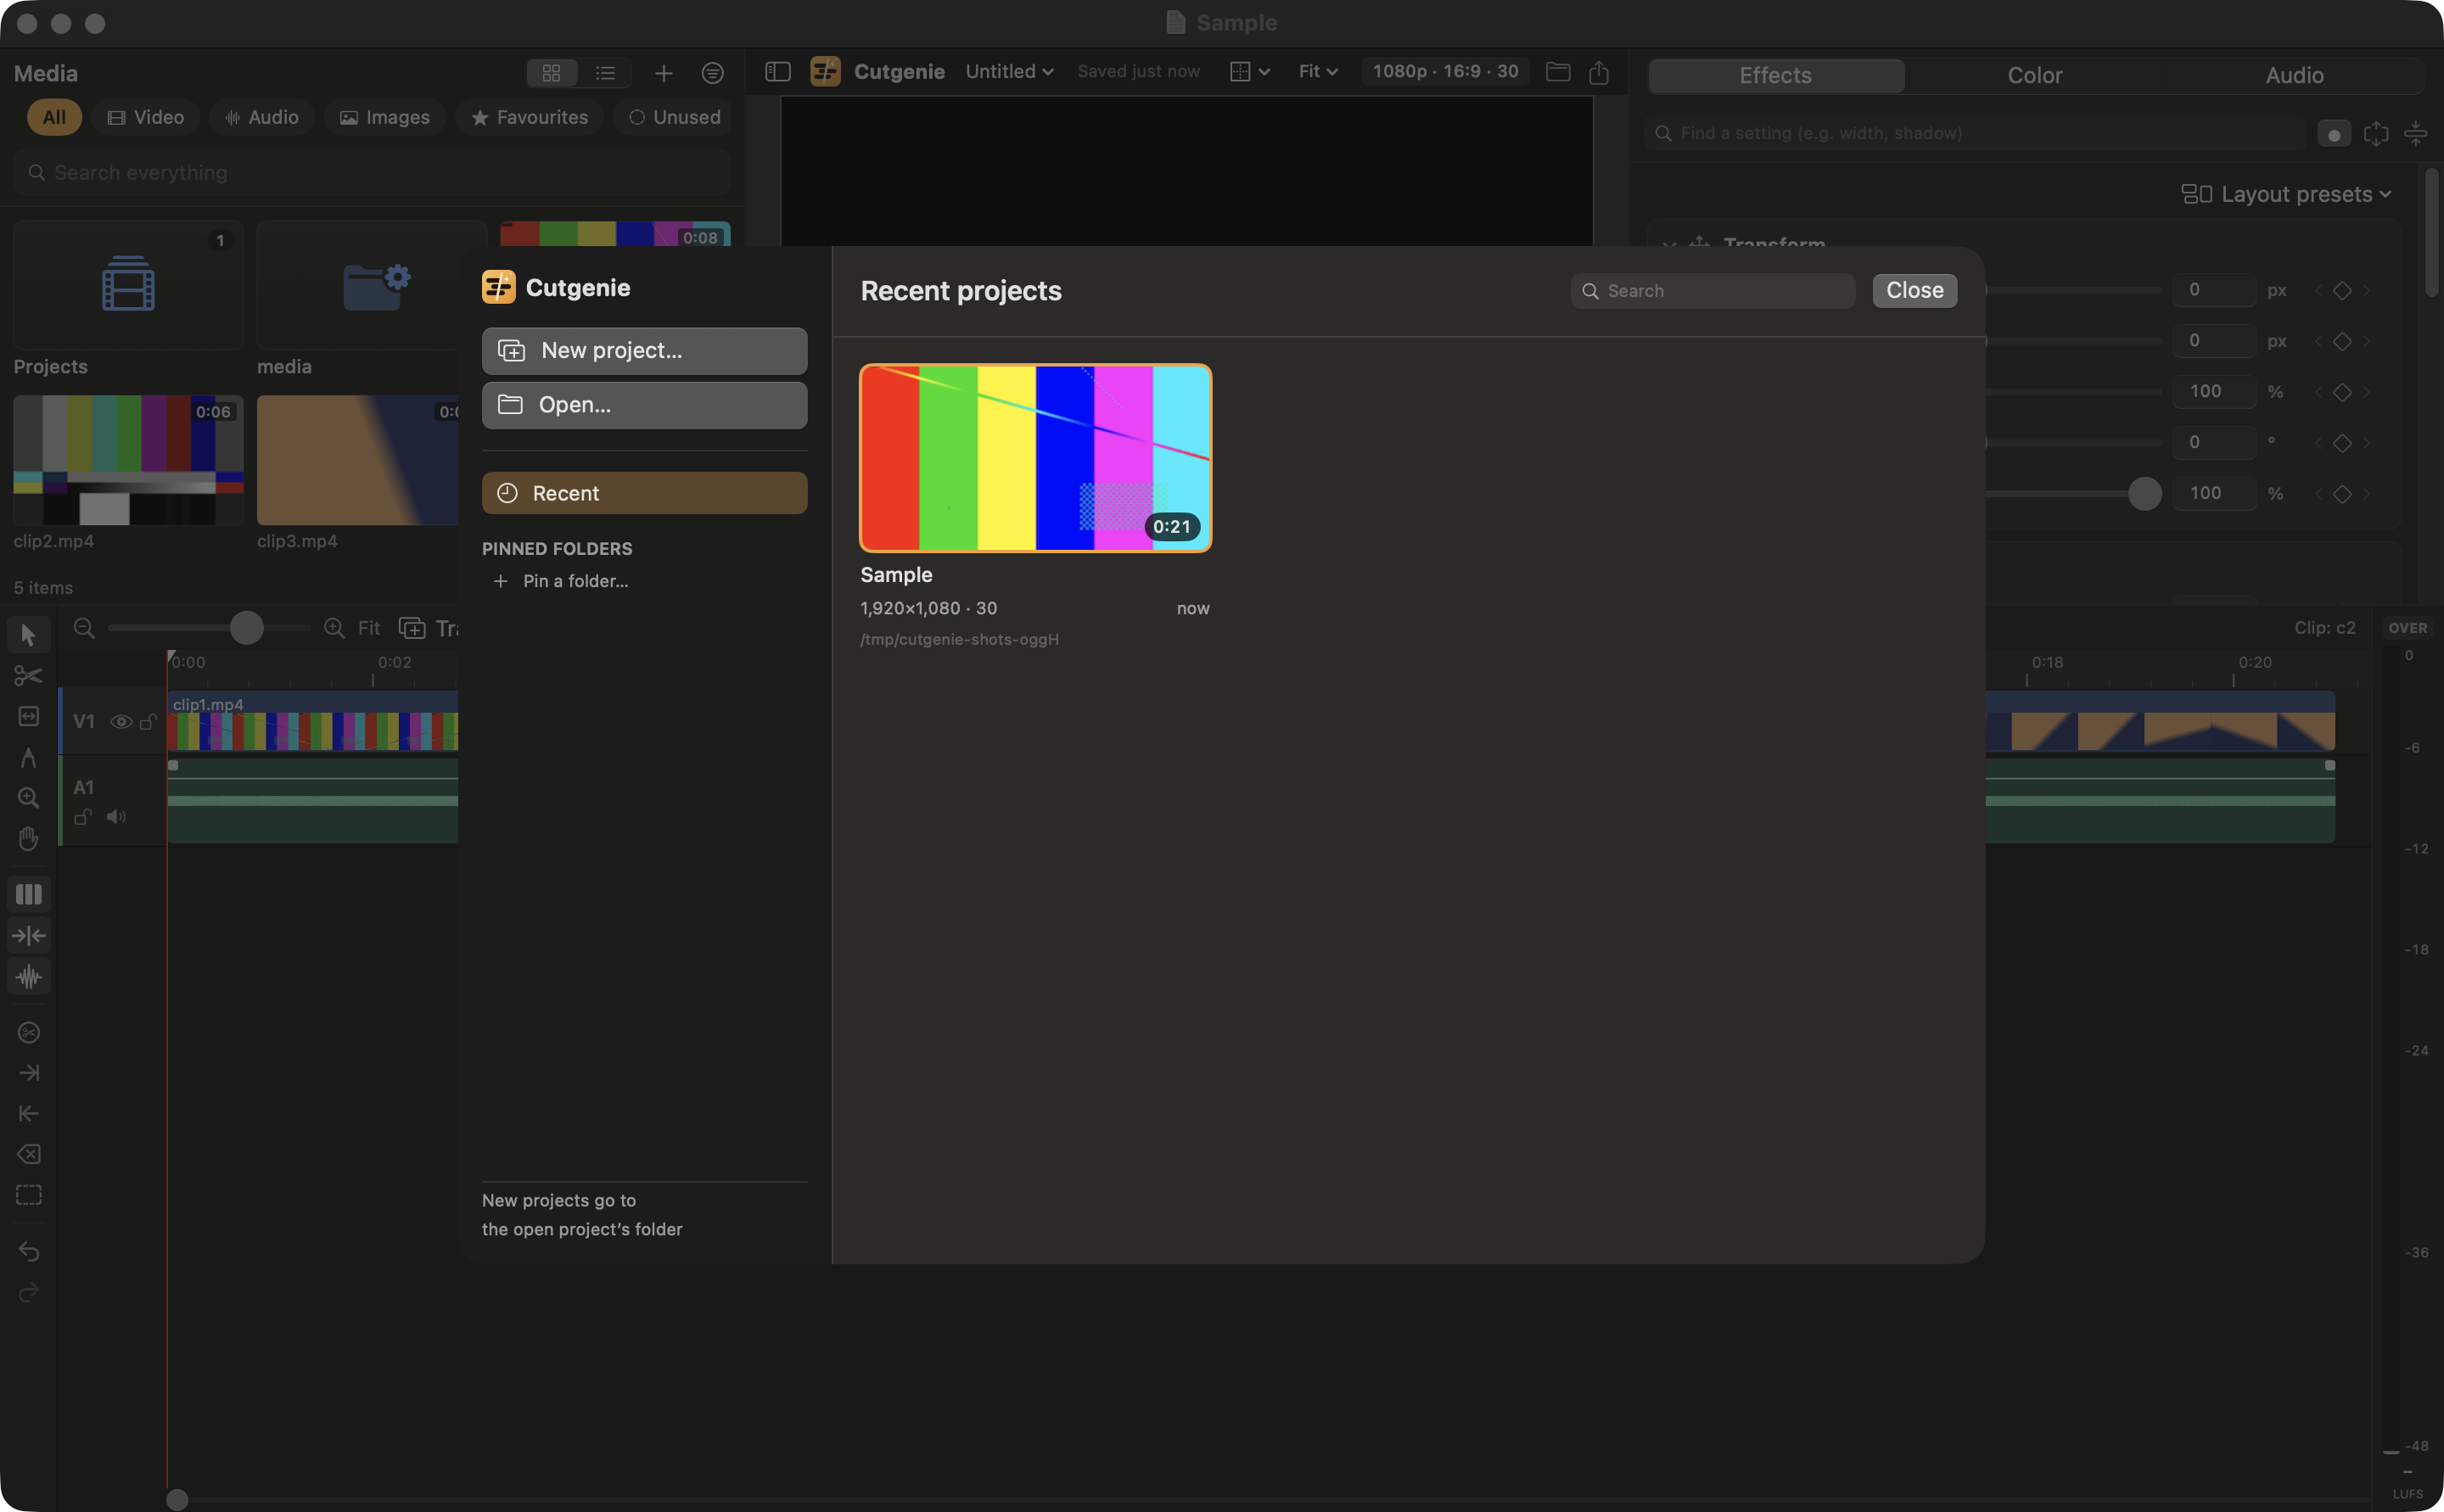 Sample
Media
Cutgenie
Untitled
Saved just now
Fit
1080p · 16:9 · 30
Effects
Color
Audio
All
Video
Audio
Images
Favourites
Unused
Find a setting (e.g. width, shadow)
Search everything
Layout presets
1
0:08
Transform
Projects
media
0:06
clip2.mp4
clip3.mp4
5 items
0 px
0 px
100 %
0 °
100 %
Cutgenie
New project...
Open...
Recent
PINNED FOLDERS
Pin a folder...
New projects go to
the open project's folder
Recent projects
Search
Close
0:21
Sample
1,920×1,080 · 30
now
/tmp/cutgenie-shots-oggH
Fit
Clip: c2
OVER
0:00
0:02
0:18
0:20
V1
clip1.mp4
A1
0
-6
-12
-18
-24
-36
-48
–
LUFS